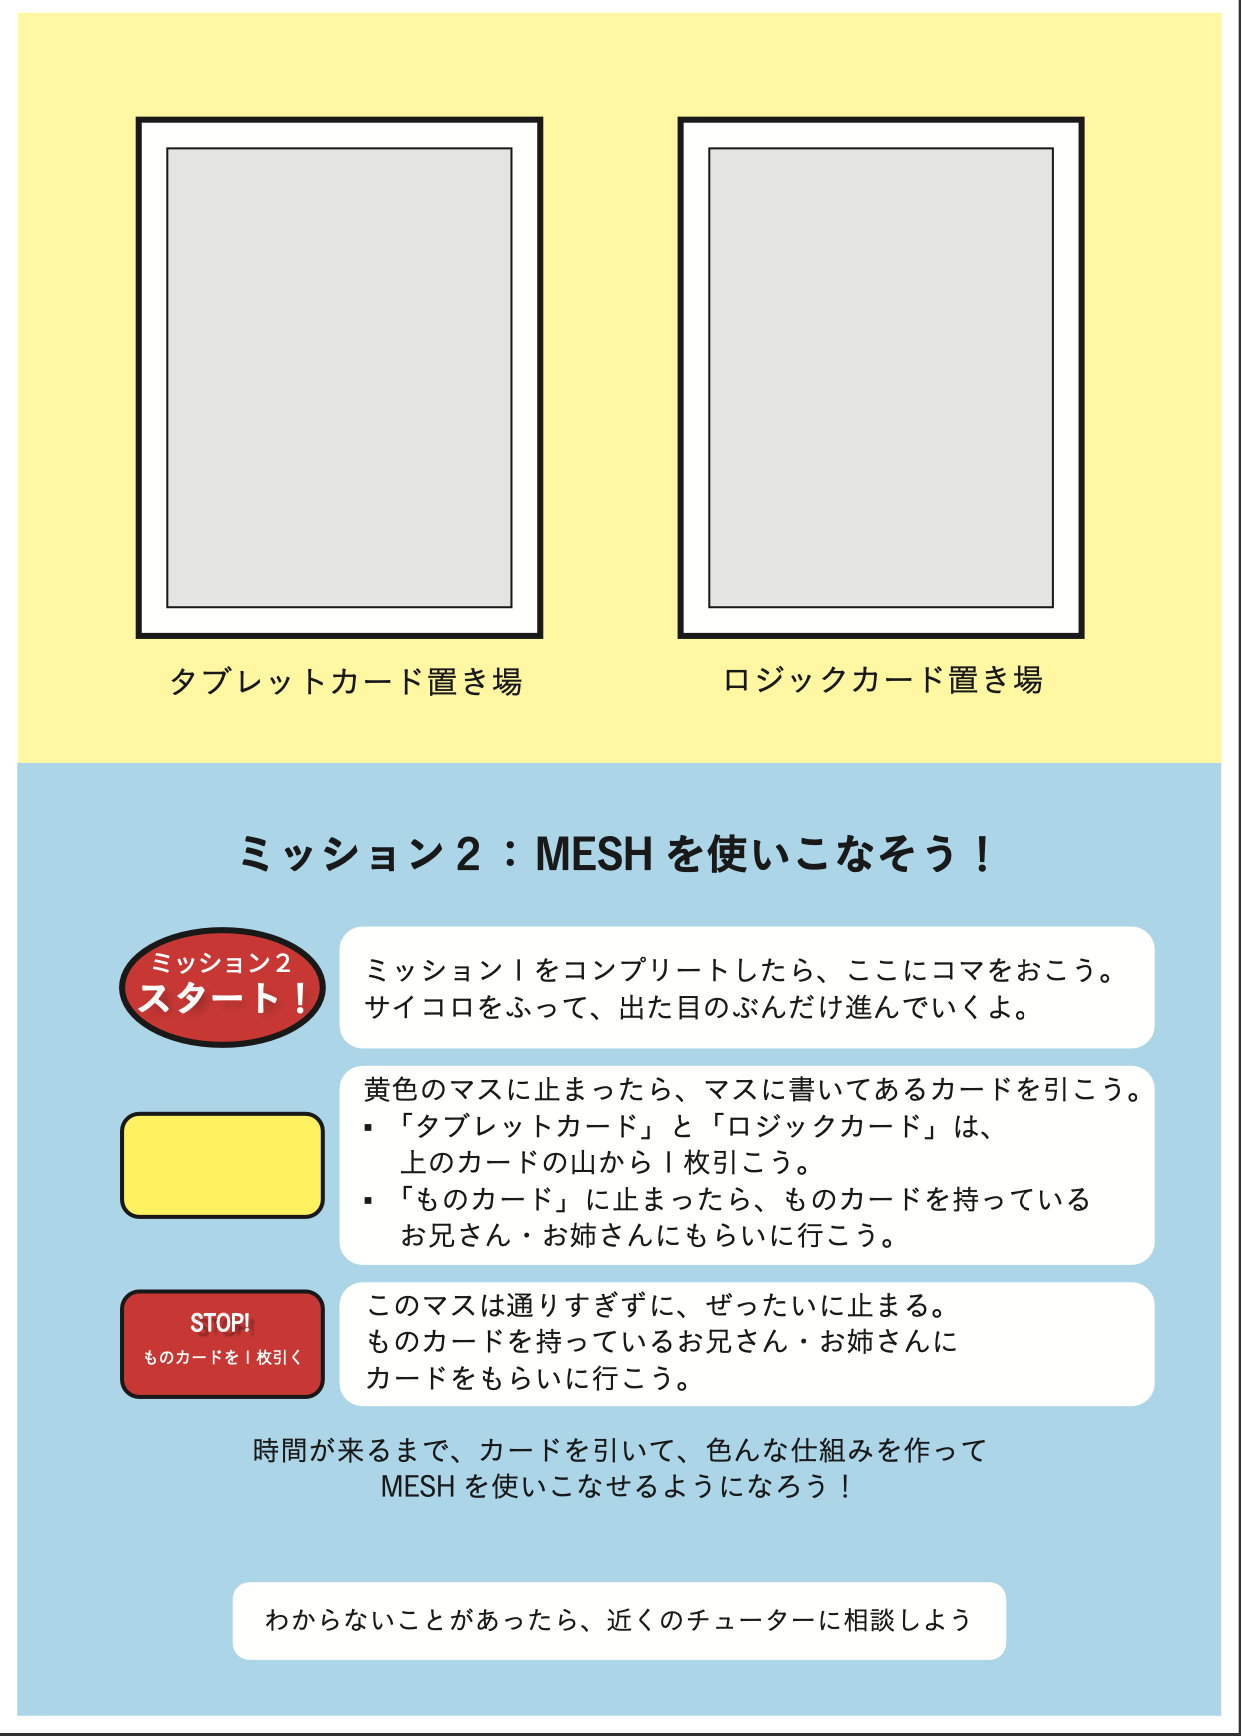 タブレットカード置き場
ロジックカード置き場
ミッション２：MESH を使いこなそう！
ミッション２
スタート！
ミッション１をコンプリートしたら、ここにコマをおこう。
サイコロをふって、出た目のぶんだけ進んでいくよ。
黄色のマスに止まったら、マスに書いてあるカードを引こう。
▪ 「タブレットカード」と「ロジックカード」は、
上のカードの山から１枚引こう。
▪ 「ものカード」に止まったら、ものカードを持っている
お兄さん・お姉さんにもらいに行こう。
STOP!
ものカードを１枚引く
このマスは通りすぎずに、ぜったいに止まる。
ものカードを持っているお兄さん・お姉さんに
カードをもらいに行こう。
時間が来るまで、カードを引いて、色んな仕組みを作って
MESH を使いこなせるようになろう！
わからないことがあったら、近くのチューターに相談しよう